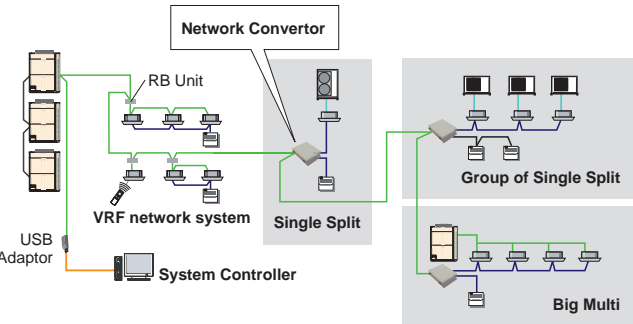 Network Convertor
RB Unit
VRF network system
Single Split
Group of Single Split
USB
Adaptor
System Controller
Big Multi